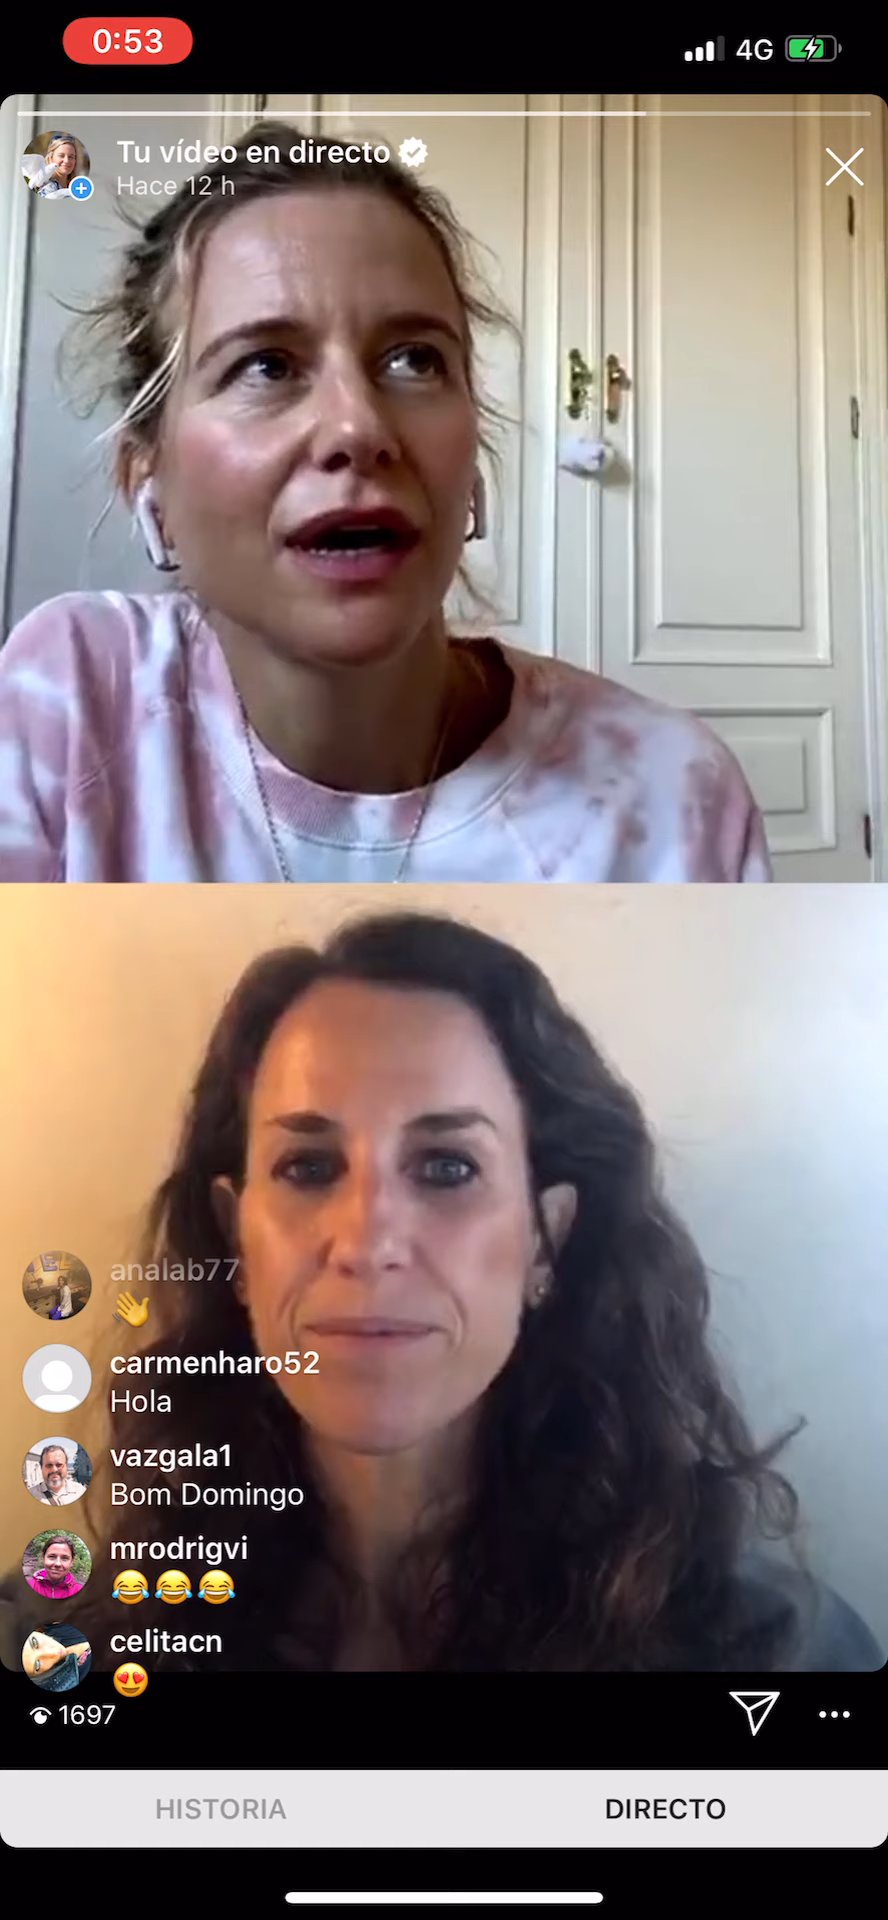 0:53
4G
Tu vídeo en directo
Hace 12 h
analab77
👋
carmenharo52
Hola
vazgala1
Bom Domingo
mrodrigvi
😂😂😂
celitacn
😍
1697
HISTORIA
DIRECTO